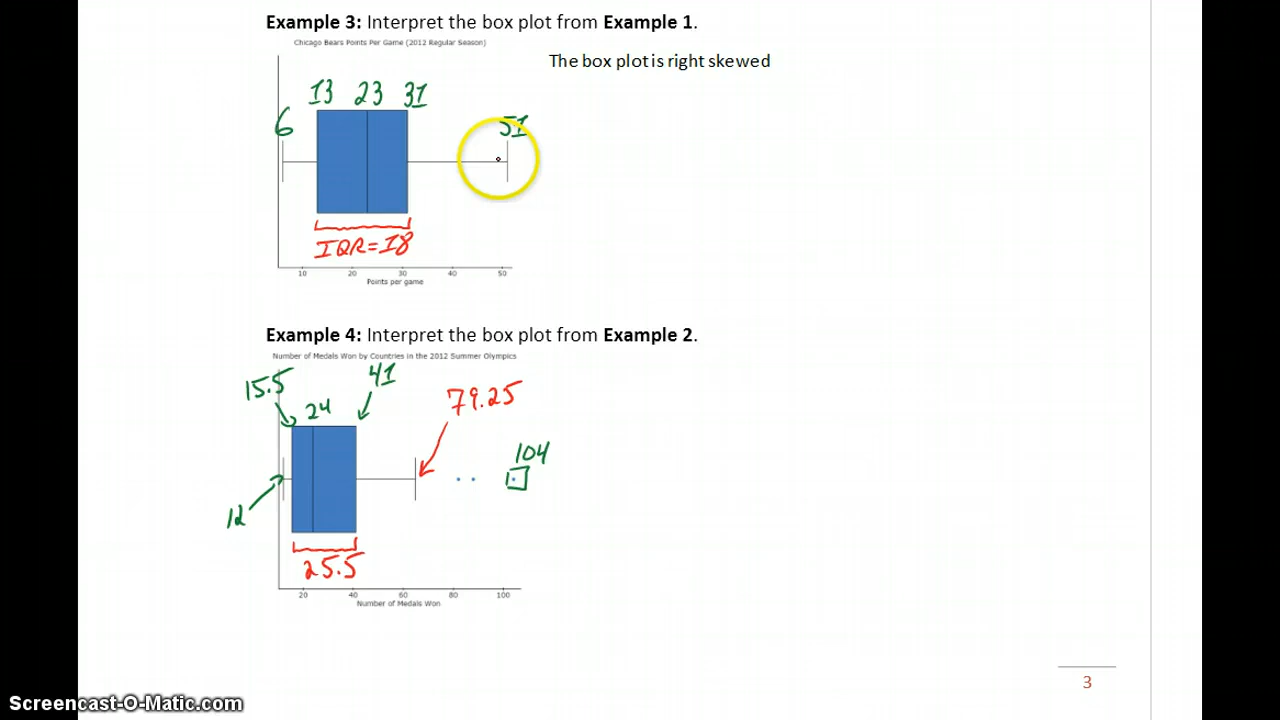 Example 3: Interpret the box plot from Example 1.
Chicago Bears Points Per Game (2012 Regular Season)
The box plot is right skewed
13 23 31
6
51
IQR=18
10 20 30 40 50
Points per game
Example 4: Interpret the box plot from Example 2.
Number of Medals Won by Countries in the 2012 Summer Olympics
15.5
41
79.25
24
104
12
25.5
20 40 60 80 100
Number of Medals Won
3
Screencast-O-Matic.com